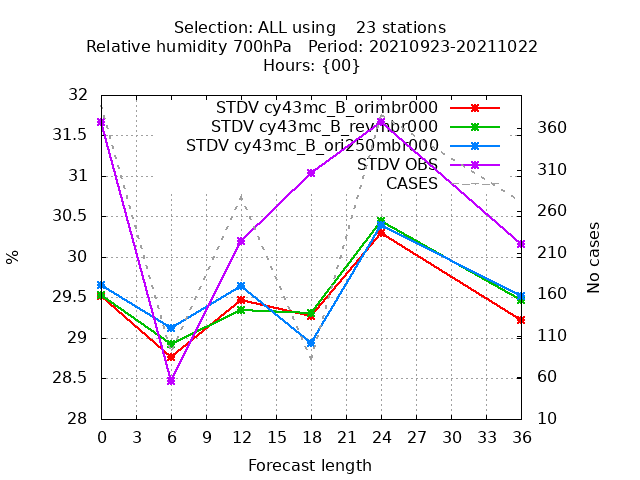 Selection: ALL using    23 stations
Relative humidity 700hPa   Period: 20210923-20211022
Hours: {00}
STDV cy43mc_B_orimbr000
STDV cy43mc_B_revmbr000
STDV cy43mc_B_ori250mbr000
STDV OBS
CASES
%
32
31.5
31
30.5
30
29.5
29
28.5
28
360
310
260
210
160
110
60
10
No cases
0 3 6 9 12 15 18 21 24 27 30 33 36
Forecast length